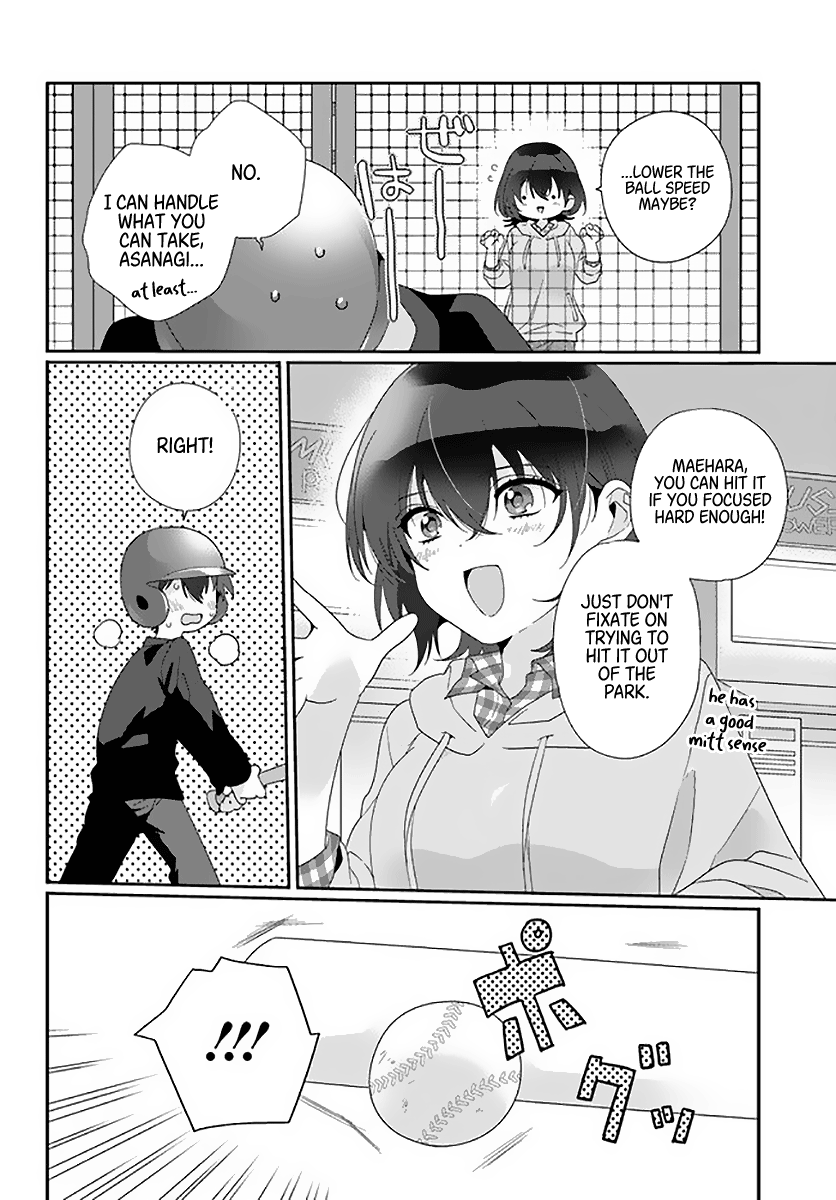 ...LOWER THE
BALL SPEED
MAYBE?
ぜー
はー
NO.
I CAN HANDLE
WHAT YOU
CAN TAKE,
ASANAGI...
at least...
MAEHARA,
YOU CAN HIT IT
IF YOU FOCUSED
HARD ENOUGH!
JUST DON'T
FIXATE ON
TRYING TO
HIT IT OUT
OF THE
PARK.
he has
a good
mitt sense
RIGHT!
ポグッ
!!!